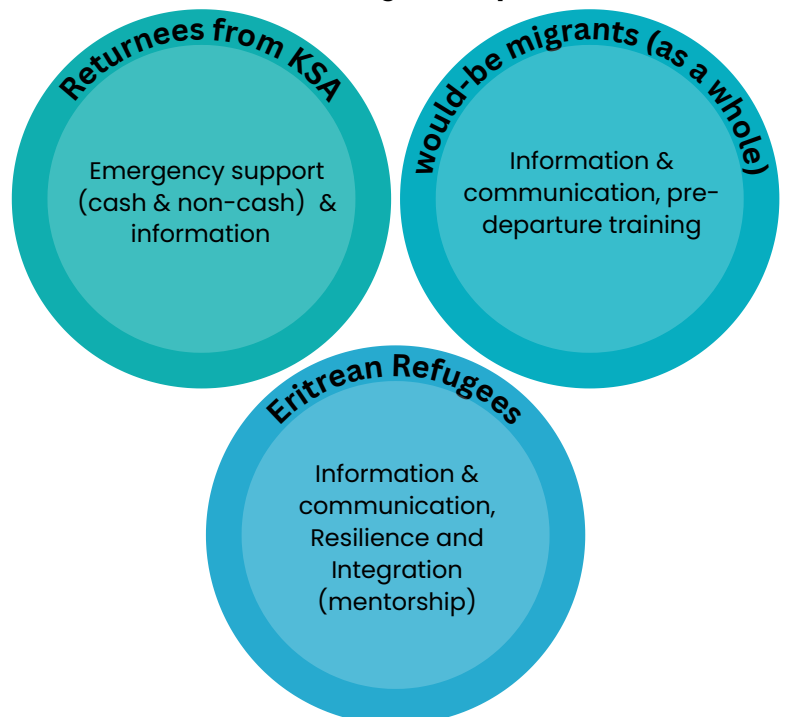 Returnees from KSA
Emergency support
(cash & non-cash) &
information
would-be migrants (as a whole)
Information &
communication, pre-
departure training
Eritrean Refugees
Information &
communication,
Resilience and
Integration
(mentorship)